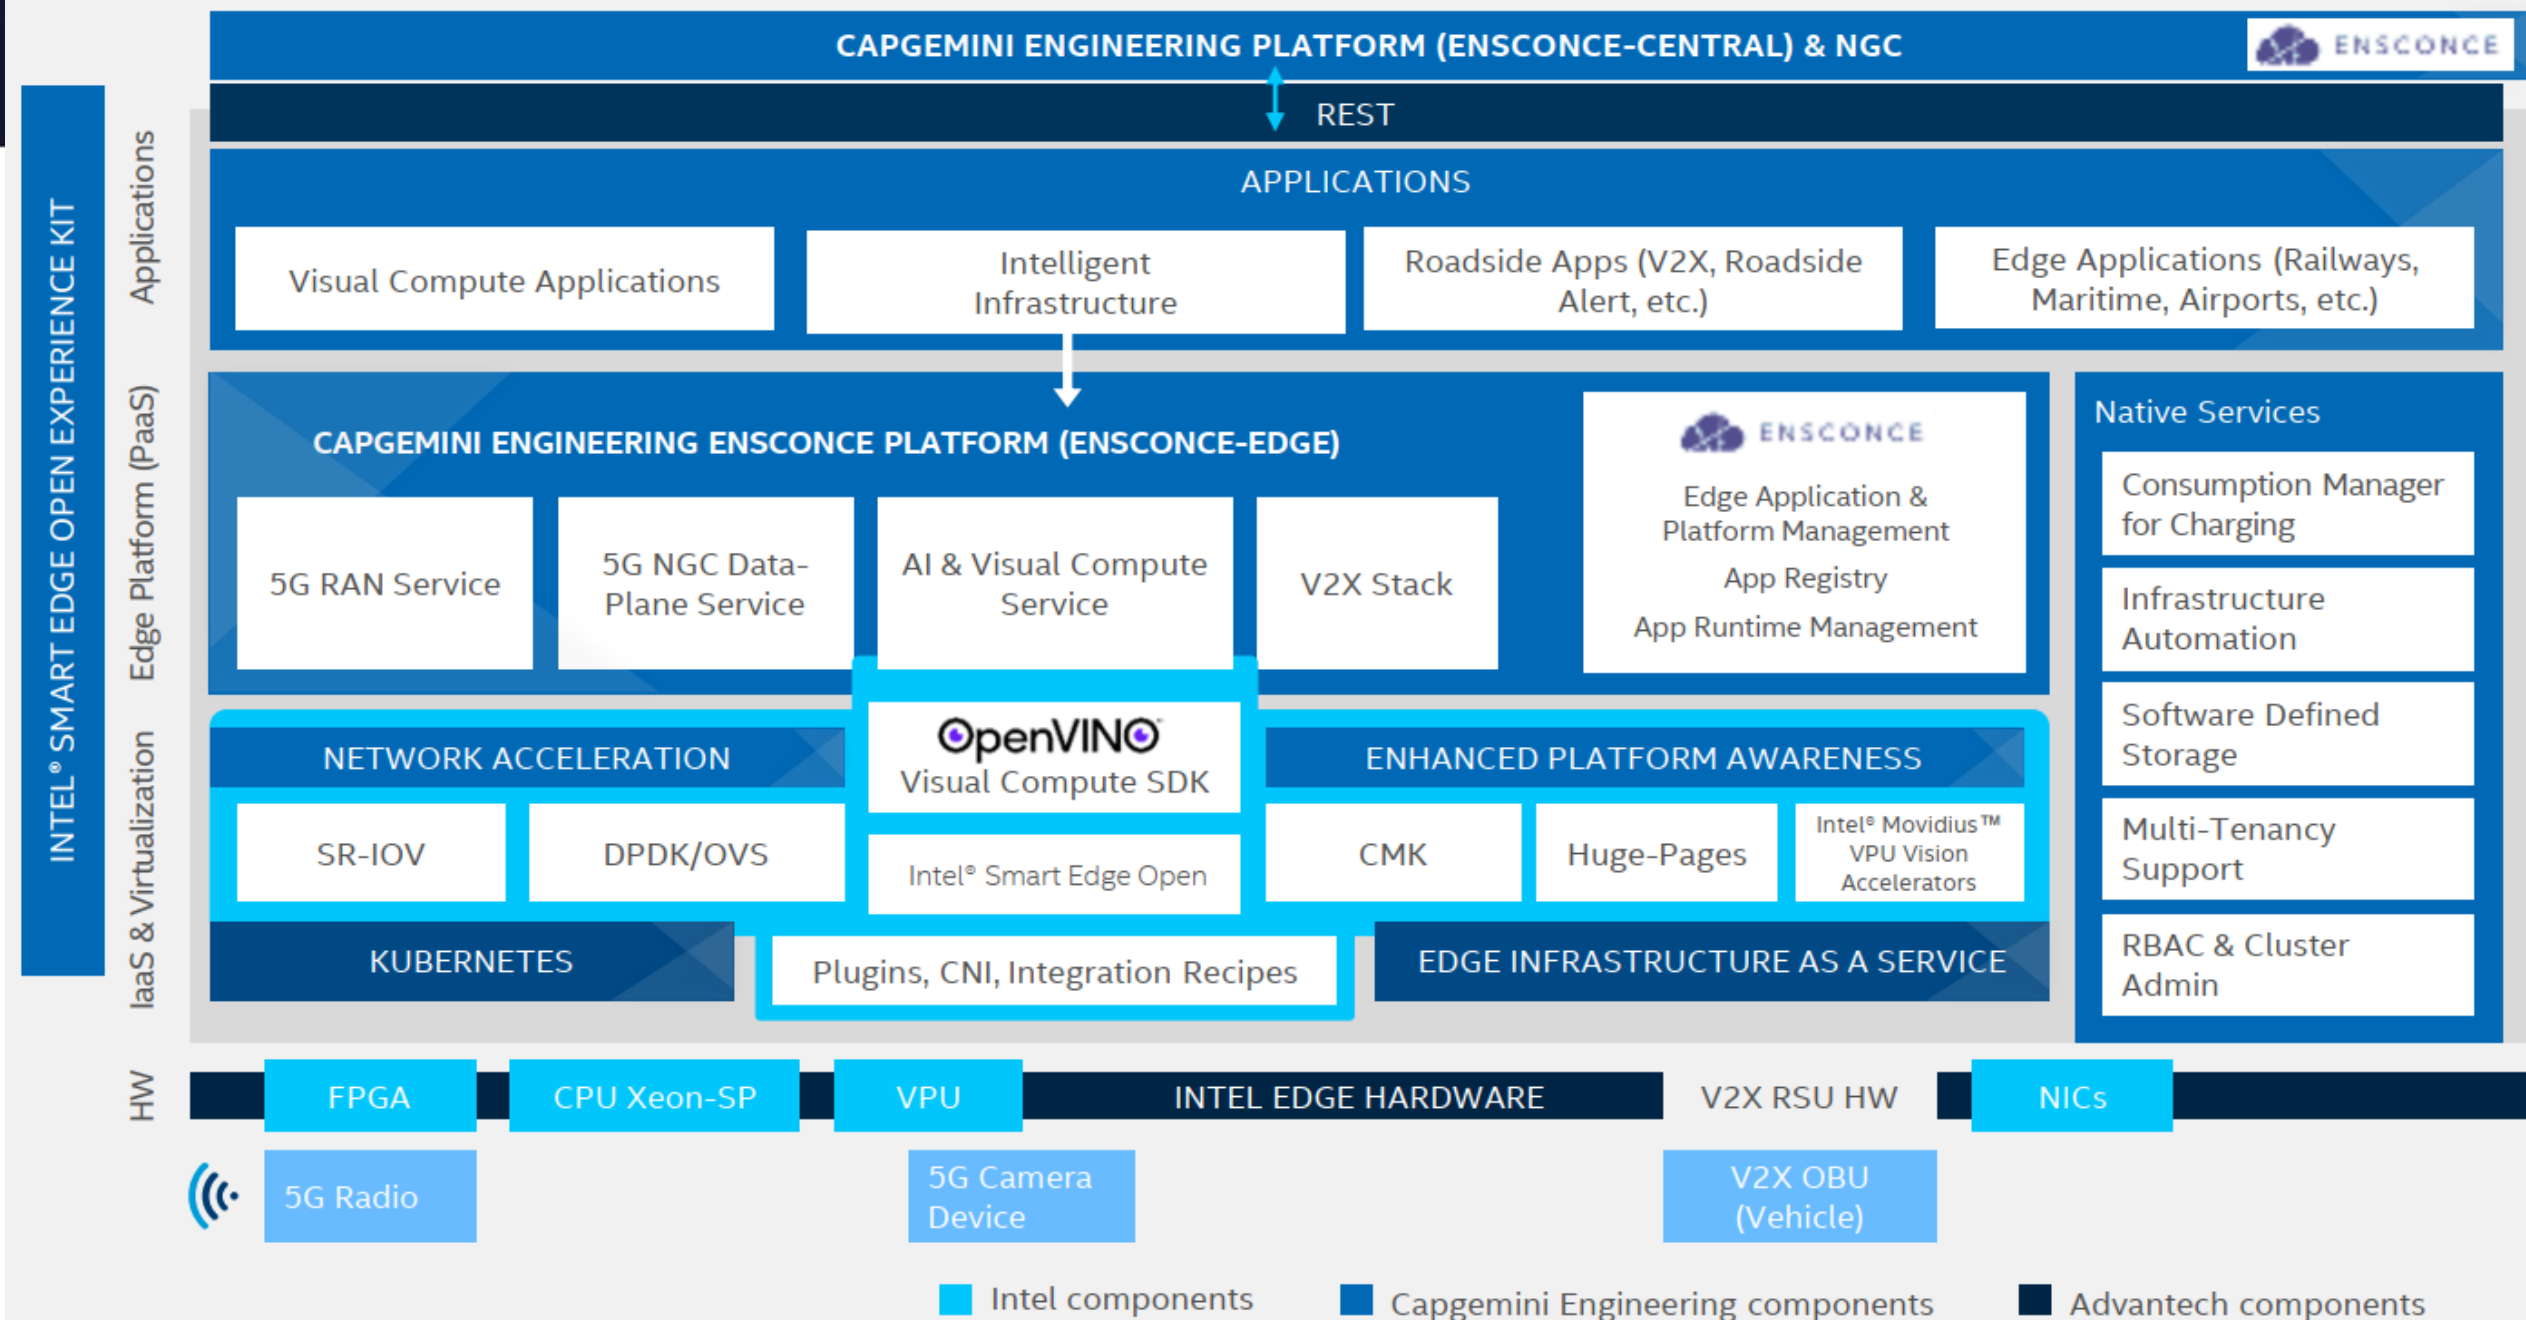 CAPGEMINI ENGINEERING PLATFORM (ENSCONCE-CENTRAL) & NGC
ENSCONCE
REST
INTEL® SMART EDGE OPEN EXPERIENCE KIT
Applications
APPLICATIONS
Visual Compute Applications
Intelligent
Infrastructure
Roadside Apps (V2X, Roadside
Alert, etc.)
Edge Applications (Railways,
Maritime, Airports, etc.)
Edge Platform (PaaS)
CAPGEMINI ENGINEERING ENSCONCE PLATFORM (ENSCONCE-EDGE)
5G RAN Service
5G NGC Data-
Plane Service
AI & Visual Compute
Service
V2X Stack
ENSCONCE
Edge Application &
Platform Management
App Registry
App Runtime Management
Native Services
Consumption Manager
for Charging
Infrastructure
Automation
Software Defined
Storage
Multi-Tenancy
Support
RBAC & Cluster
Admin
IaaS & Virtualization
NETWORK ACCELERATION
SR-IOV
DPDK/OVS
OpenVINO™
Visual Compute SDK
Intel® Smart Edge Open
ENHANCED PLATFORM AWARENESS
CMK
Huge-Pages
Intel® Movidius™
VPU Vision
Accelerators
KUBERNETES
Plugins, CNI, Integration Recipes
EDGE INFRASTRUCTURE AS A SERVICE
HW
FPGA
CPU Xeon-SP
VPU
INTEL EDGE HARDWARE
V2X RSU HW
NICs
5G Radio
5G Camera
Device
V2X OBU
(Vehicle)
Intel components
Capgemini Engineering components
Advantech components